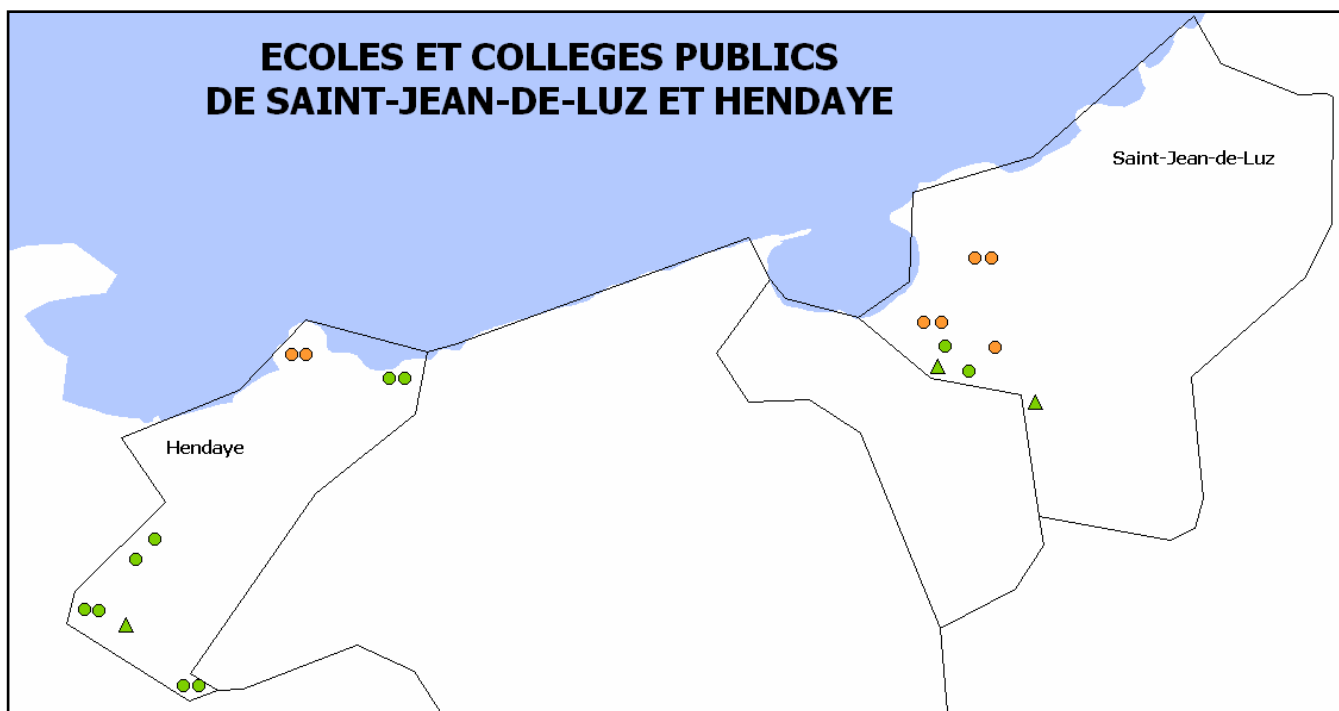 ECOLES ET COLLEGES PUBLICS
DE SAINT-JEAN-DE-LUZ ET HENDAYE
Saint-Jean-de-Luz
Hendaye